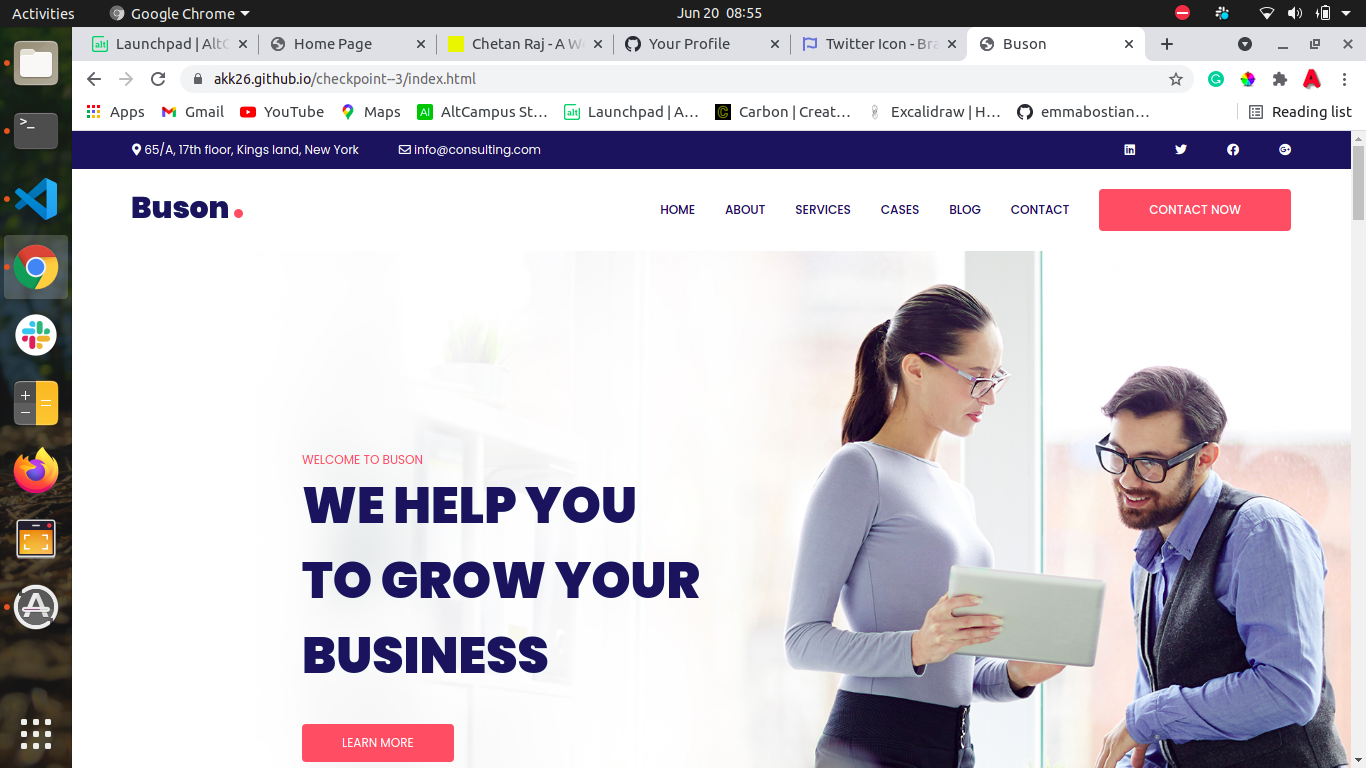 Activities
Google Chrome
Jun 20 08:55
Launchpad | AltC
Home Page
Chetan Raj - A W
Your Profile
Twitter Icon - Bra
Buson
akk26.github.io/checkpoint--3/index.html
Apps
Gmail
YouTube
Maps
AltCampus St...
Launchpad | A...
Carbon | Creat...
Excalidraw | H...
emmabostian...
Reading list
65/A, 17th floor, Kings land, New York
info@consulting.com
Buson.
HOME
ABOUT
SERVICES
CASES
BLOG
CONTACT
CONTACT NOW
WELCOME TO BUSON
WE HELP YOU
TO GROW YOUR
BUSINESS
LEARN MORE